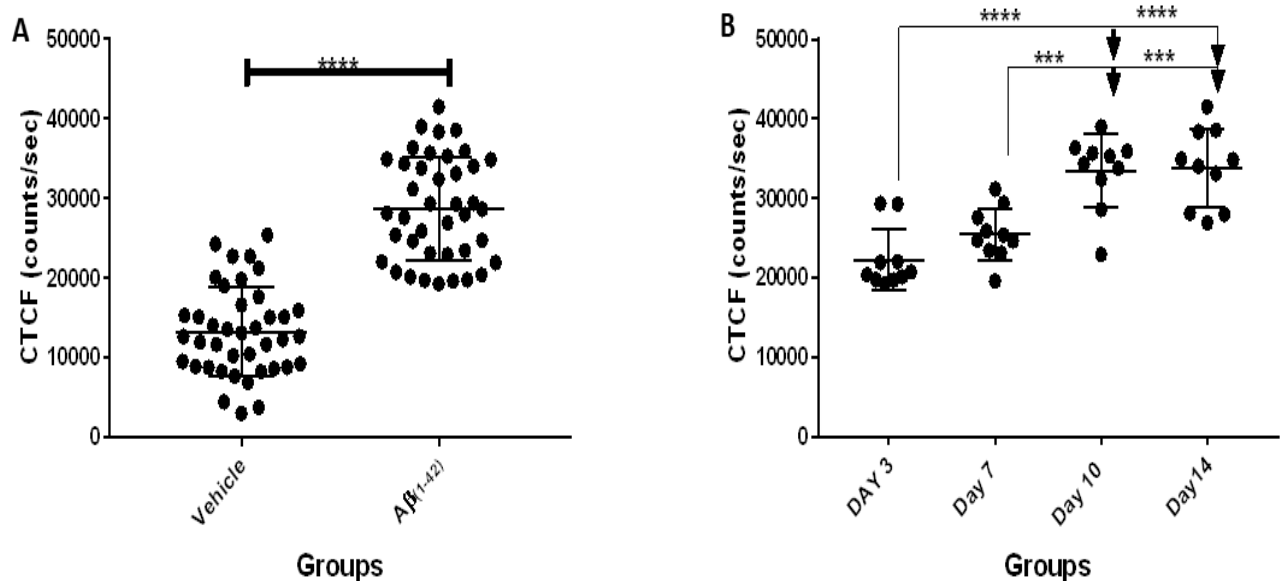 A
CTCF (counts/sec)
50000
40000
30000
20000
10000
0
****
Vehicle
Aβ(1-42)
Groups
B
CTCF (counts/sec)
50000
40000
30000
20000
10000
0
**** ****
*** ***
DAY 3
Day 7
Day 10
Day14
Groups